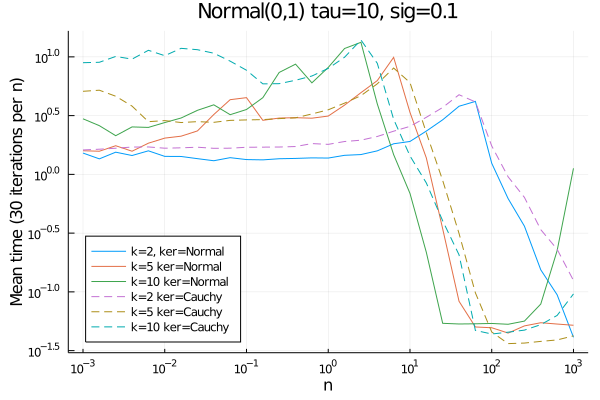 Normal(0,1) tau=10, sig=0.1
Mean time (30 iterations per n)
10^1.0
10^0.5
10^0.0
10^−0.5
10^−1.0
10^−1.5
k=2, ker=Normal
k=5 ker=Normal
k=10 ker=Normal
k=2 ker=Cauchy
k=5 ker=Cauchy
k=10 ker=Cauchy
10^−3 10^−2 10^−1 10^0 10^1 10^2 10^3
n